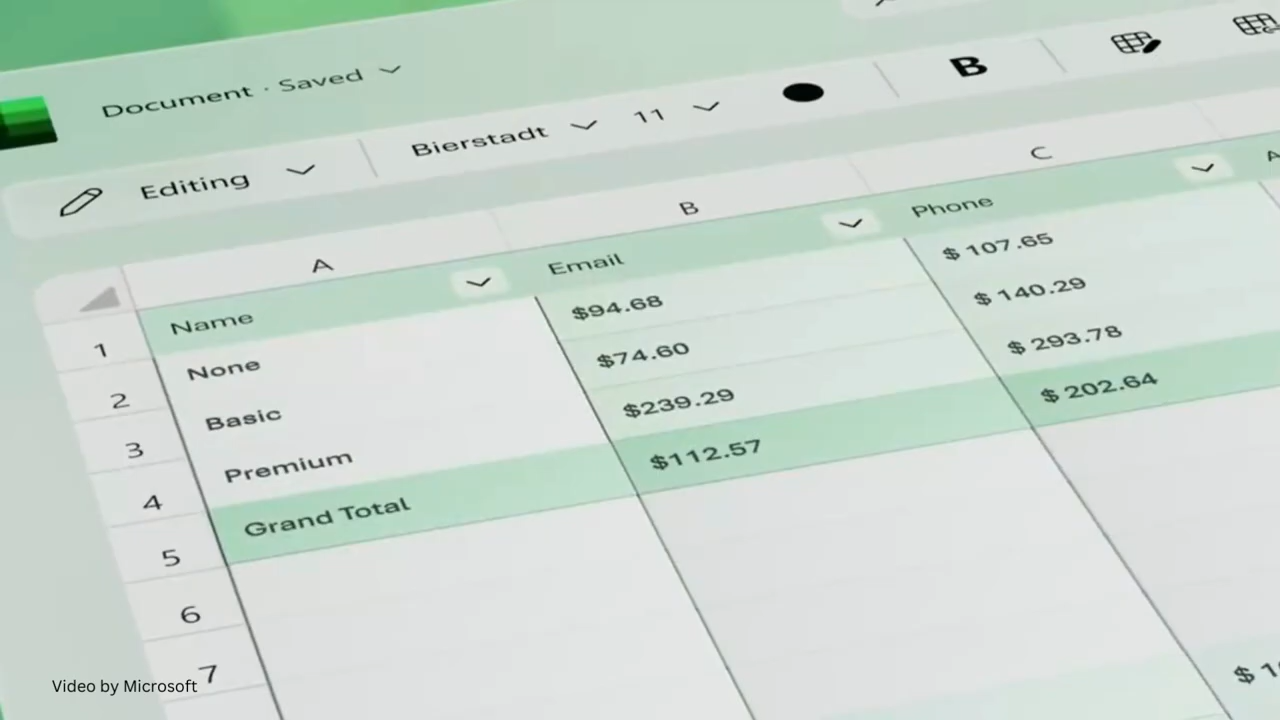 Document · Saved
Editing
Bierstadt
11
B
A
B
C
1
Name
Email
Phone
2
None
$94.68
$ 107.65
3
Basic
$74.60
$ 140.29
4
Premium
$239.29
$ 293.78
5
Grand Total
$112.57
$ 202.64
6
7
Video by Microsoft